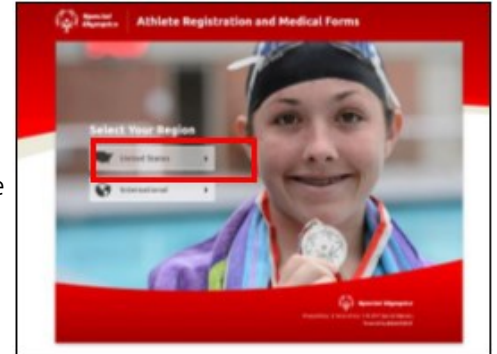 Special
Olympics
Athlete Registration and Medical Forms
Select Your Region
United States
International
e
Special Olympics